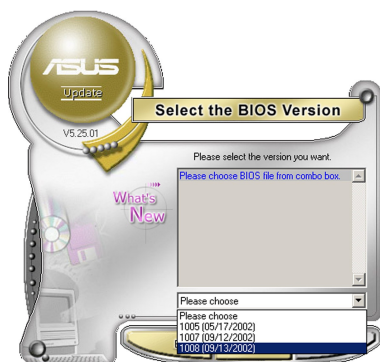 ASUS
Update
V5.25.01
Select the BIOS Version
Please select the version you want.
Please choose BIOS file from combo box.
What's
New
Please choose
Please choose
1005 (05/17/2002)
1007 (09/12/2002)
1008 (09/13/2002)